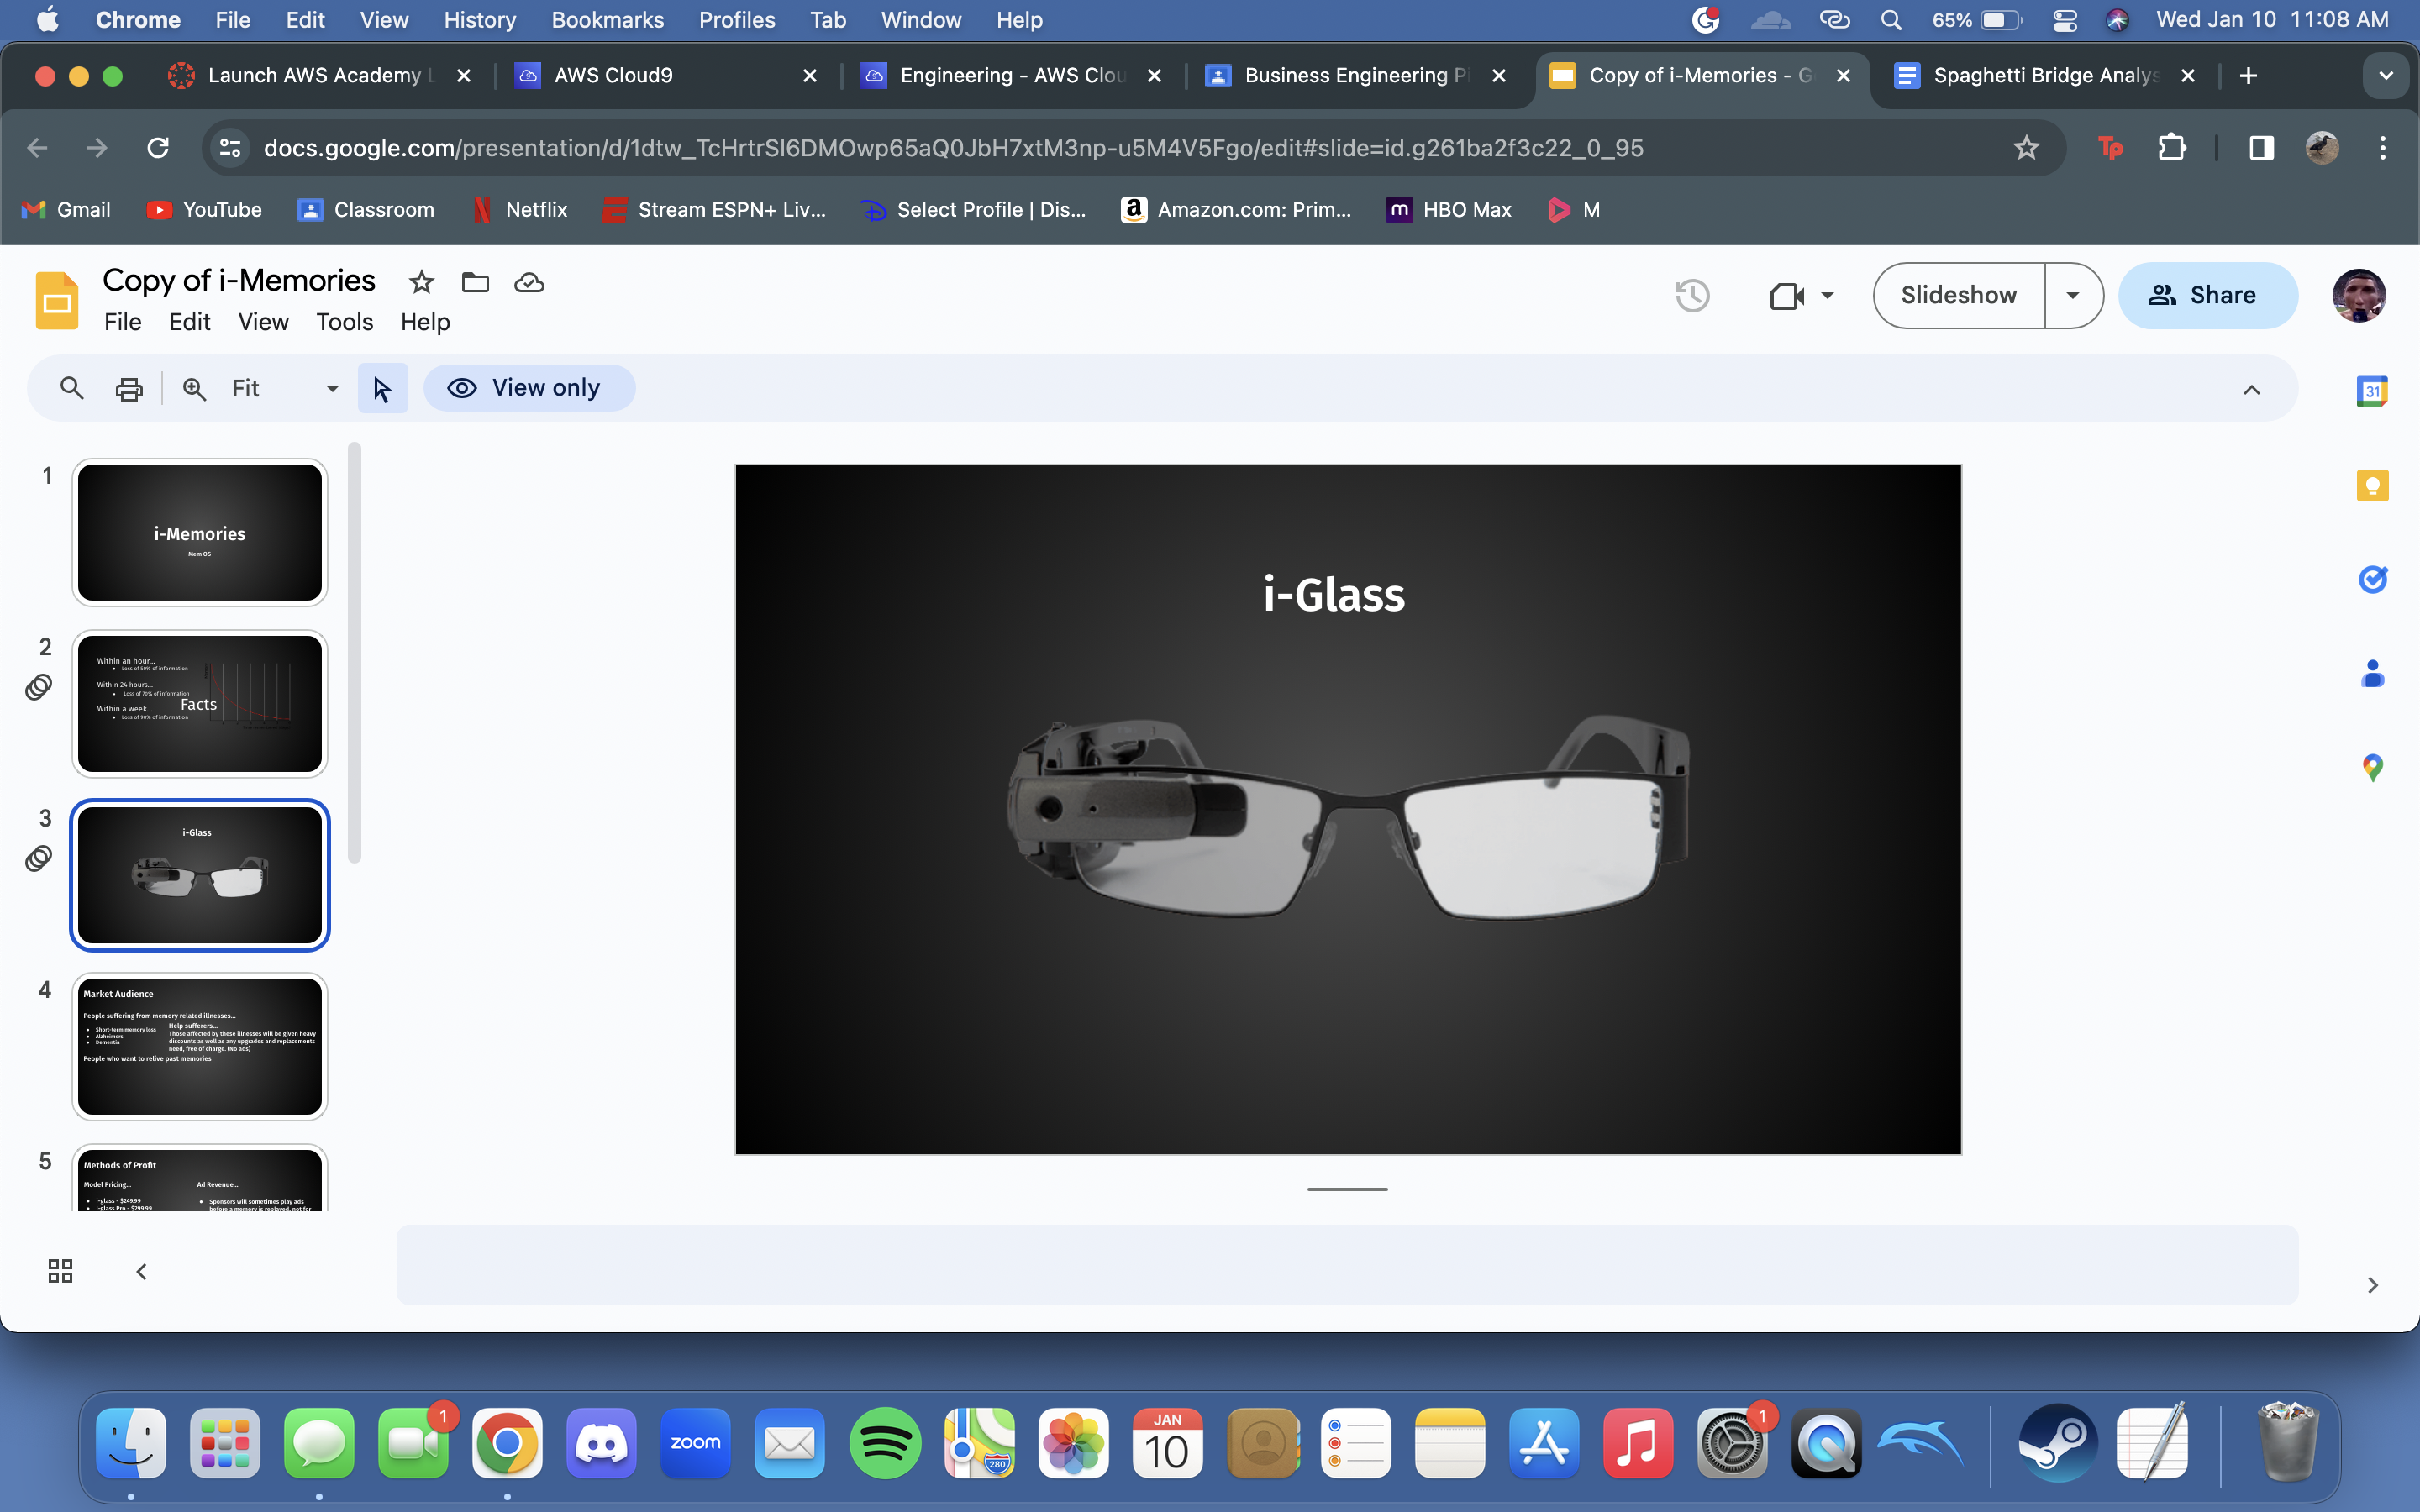 Chrome File Edit View History Bookmarks Profiles Tab Window Help 65% Wed Jan 10 11:08 AM
Launch AWS Academy L AWS Cloud9 Engineering - AWS Clou Business Engineering P Copy of i-Memories - G Spaghetti Bridge Analys
docs.google.com/presentation/d/1dtw_TcHrtrSl6DMOwp65aQ0JbH7xtM3np-u5M4V5Fgo/edit#slide=id.g261ba2f3c22_0_95 Tp
Gmail YouTube Classroom Netflix Stream ESPN+ Liv... Select Profile | Dis... Amazon.com: Prim... HBO Max M
Copy of i-Memories
File Edit View Tools Help
Slideshow Share
Fit View only
31
1
i-Memories
Mem OS
2
Within an hour...
Loss of 50% of information
Within 24 hours...
Loss of 70% of information
Within a week...
Loss of 90% of information
Facts
3
i-Glass
4
Market Audience
People suffering from memory related illnesses...
Short-term memory loss
Alzheimers
Dementia
Help sufferers...
Those affected by these illnesses will be given heavy
discounts as well as any upgrades and replacements
need, free of charge. (No ads)
People who want to relive past memories
5
Methods of Profit
Model Pricing...
i-glass - $249.99
I-glass Pro - $299.99
Ad Revenue...
Sponsors will sometimes play ads
before a memory is replayed, not for
i-Glass
1
zoom
280
JAN
10
1